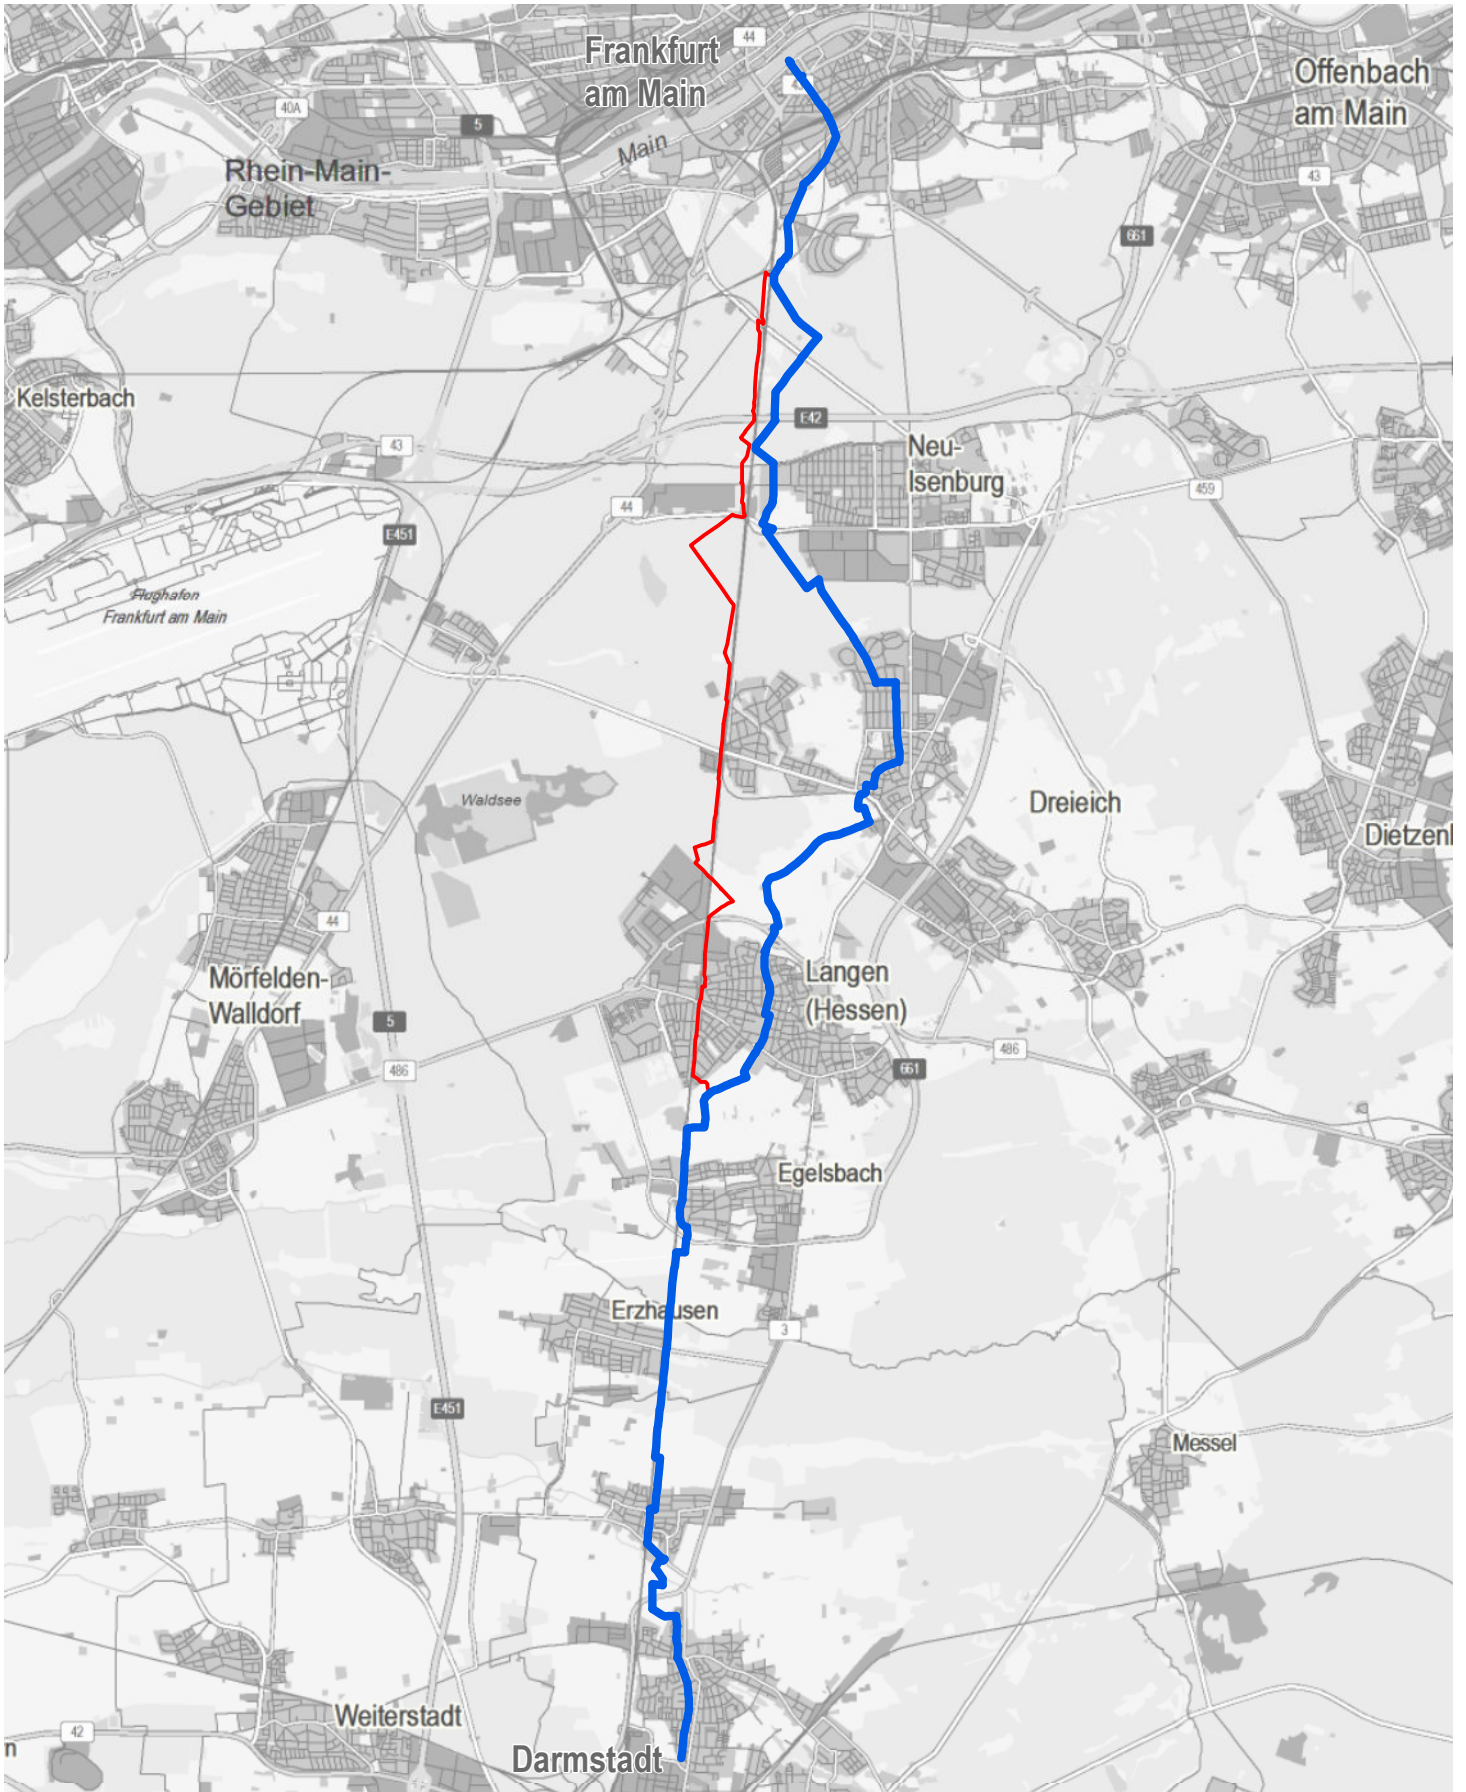 Frankfurt
am Main
44
Offenbach
am Main
40A
5
Main
Rhein-Main-
Gebiet
43
661
Kelsterbach
E42
43
Neu-
Isenburg
44
459
E451
Flughafen
Frankfurt am Main
Waldsee
Dreieich
Dietzenl
44
Mörfelden-
Walldorf
Langen
(Hessen)
5
486
486
661
Egelsbach
Erzhausen
3
E451
Messel
Weiterstadt
42
n
Darmstadt